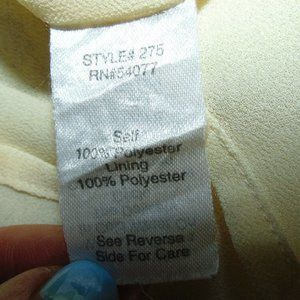 STYLE# 275
RN#54077
Self
100% Polyester
Lining
100% Polyester
See Reverse
Side For Care